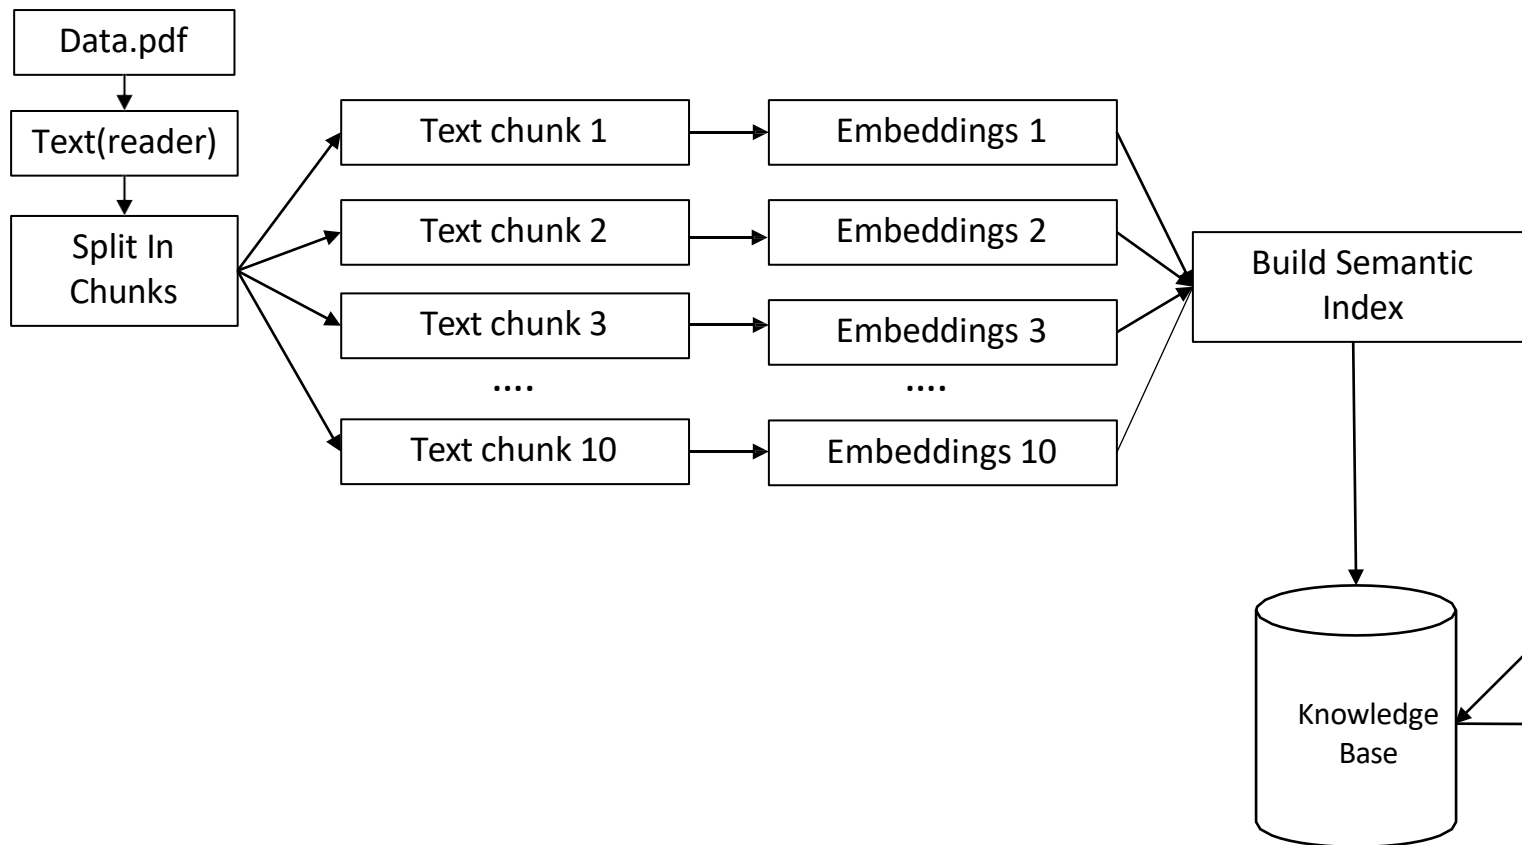 Data.pdf
Text(reader)
Split In
Chunks
Text chunk 1
Embeddings 1
Text chunk 2
Embeddings 2
Text chunk 3
Embeddings 3
....
....
Text chunk 10
Embeddings 10
Build Semantic
Index
Knowledge
Base